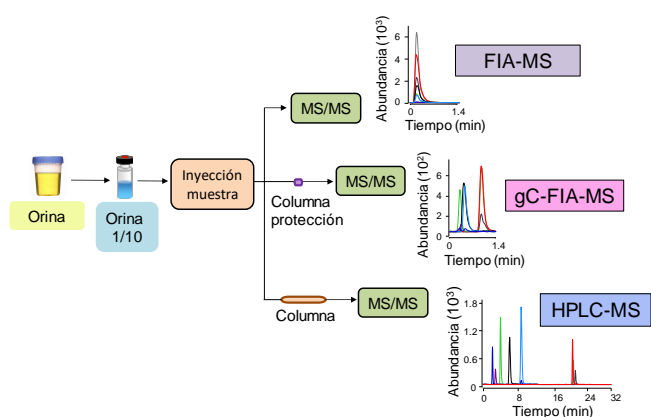 Orina
Orina
1/10
Inyección
muestra
MS/MS
Abundancia (10³)
6
4
2
0
0
1.4
Tiempo (min)
FIA-MS
Columna
protección
MS/MS
Abundancia (10²)
6
4
2
0
0
1.4
Tiempo (min)
gC-FIA-MS
Columna
MS/MS
Abundancia (10³)
1.8
1.2
0.6
0
0
8
16
24
32
Tiempo (min)
HPLC-MS